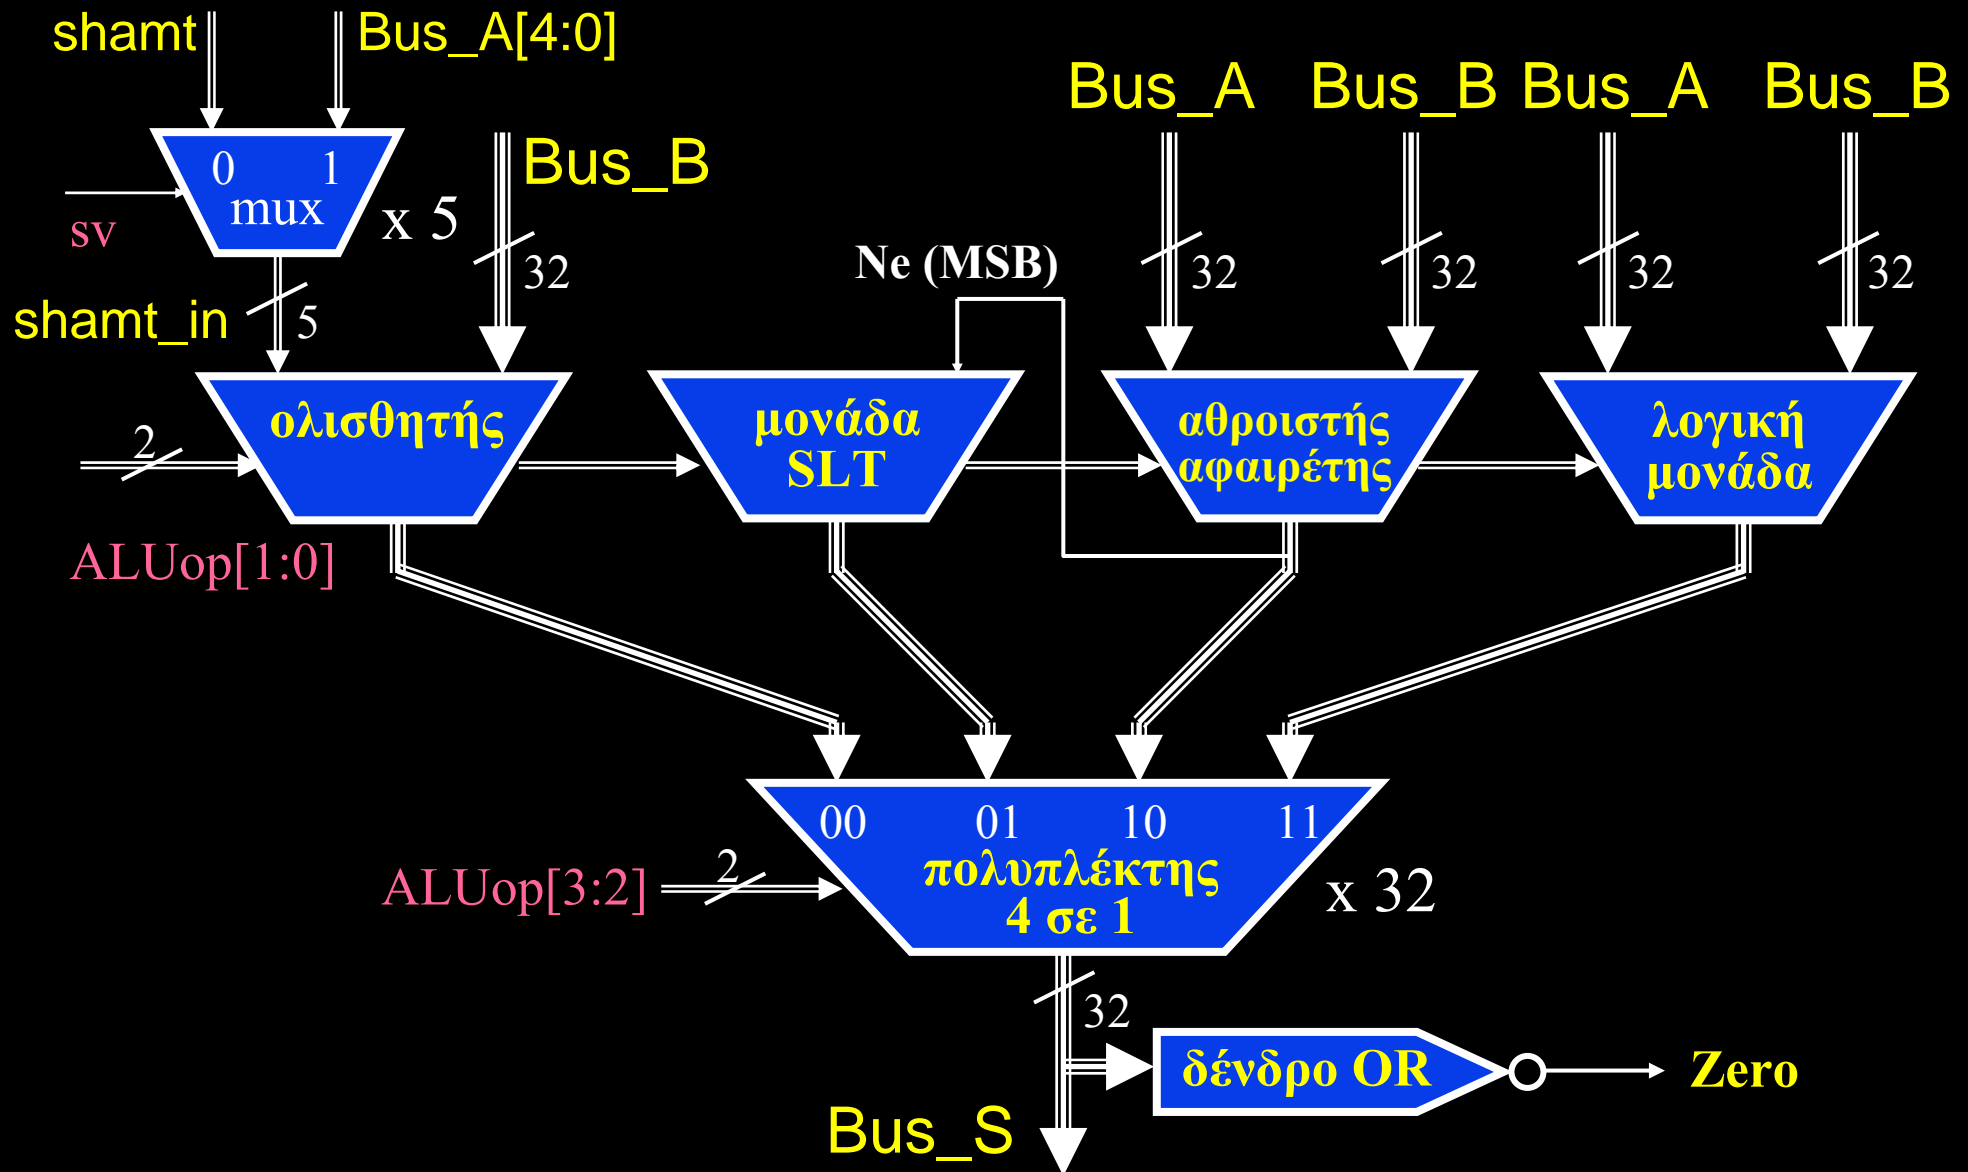 shamt
Bus_A[4:0]
Bus_A
Bus_B
Bus_A
Bus_B
0 1
mux
x 5
sv
Bus_B
32
Ne (MSB)
32
32
32
32
shamt_in
5
ολισθητής
μονάδα
SLT
αθροιστής
αφαιρέτης
λογική
μονάδα
2
ALUop[1:0]
00 01 10 11
πολυπλέκτης
4 σε 1
ALUop[3:2]
2
x 32
32
δένδρο OR
Zero
Bus_S